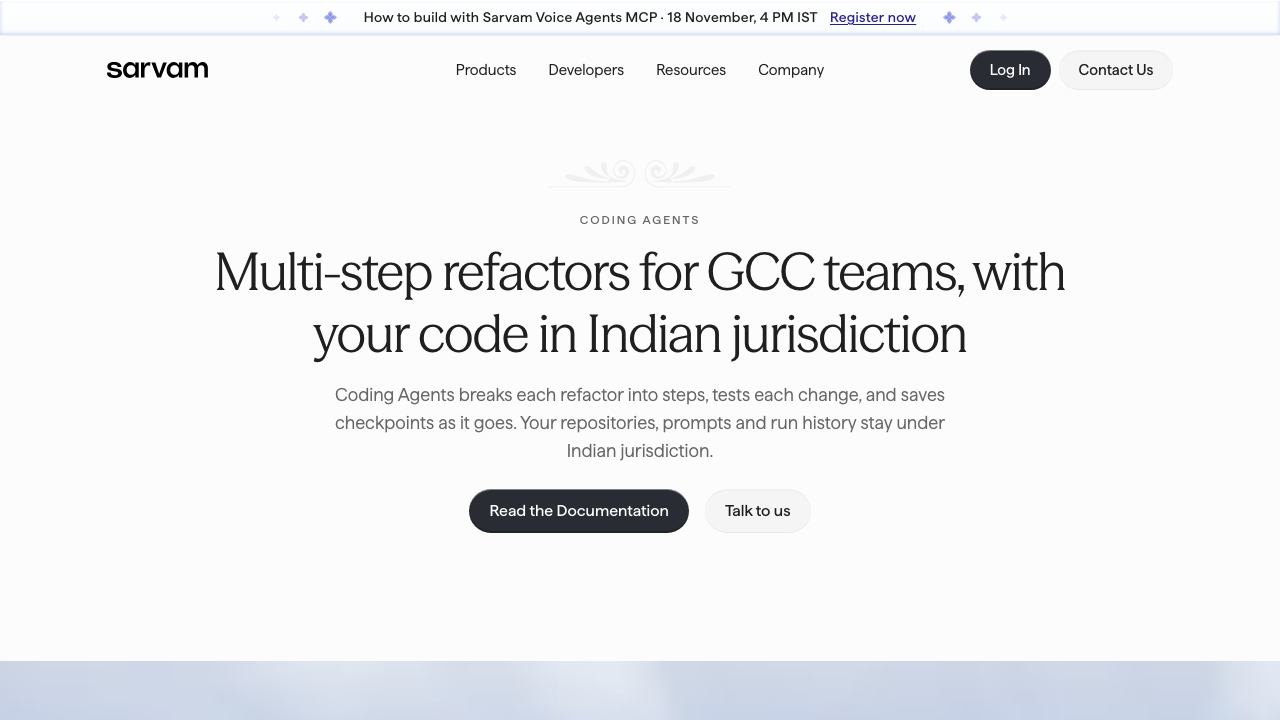 How to build with Sarvam Voice Agents MCP · 18 November, 4 PM IST Register now
sarvam
Products Developers Resources Company
Log In Contact Us
CODING AGENTS
Multi-step refactors for GCC teams, with
your code in Indian jurisdiction
Coding Agents breaks each refactor into steps, tests each change, and saves
checkpoints as it goes. Your repositories, prompts and run history stay under
Indian jurisdiction.
Read the Documentation Talk to us